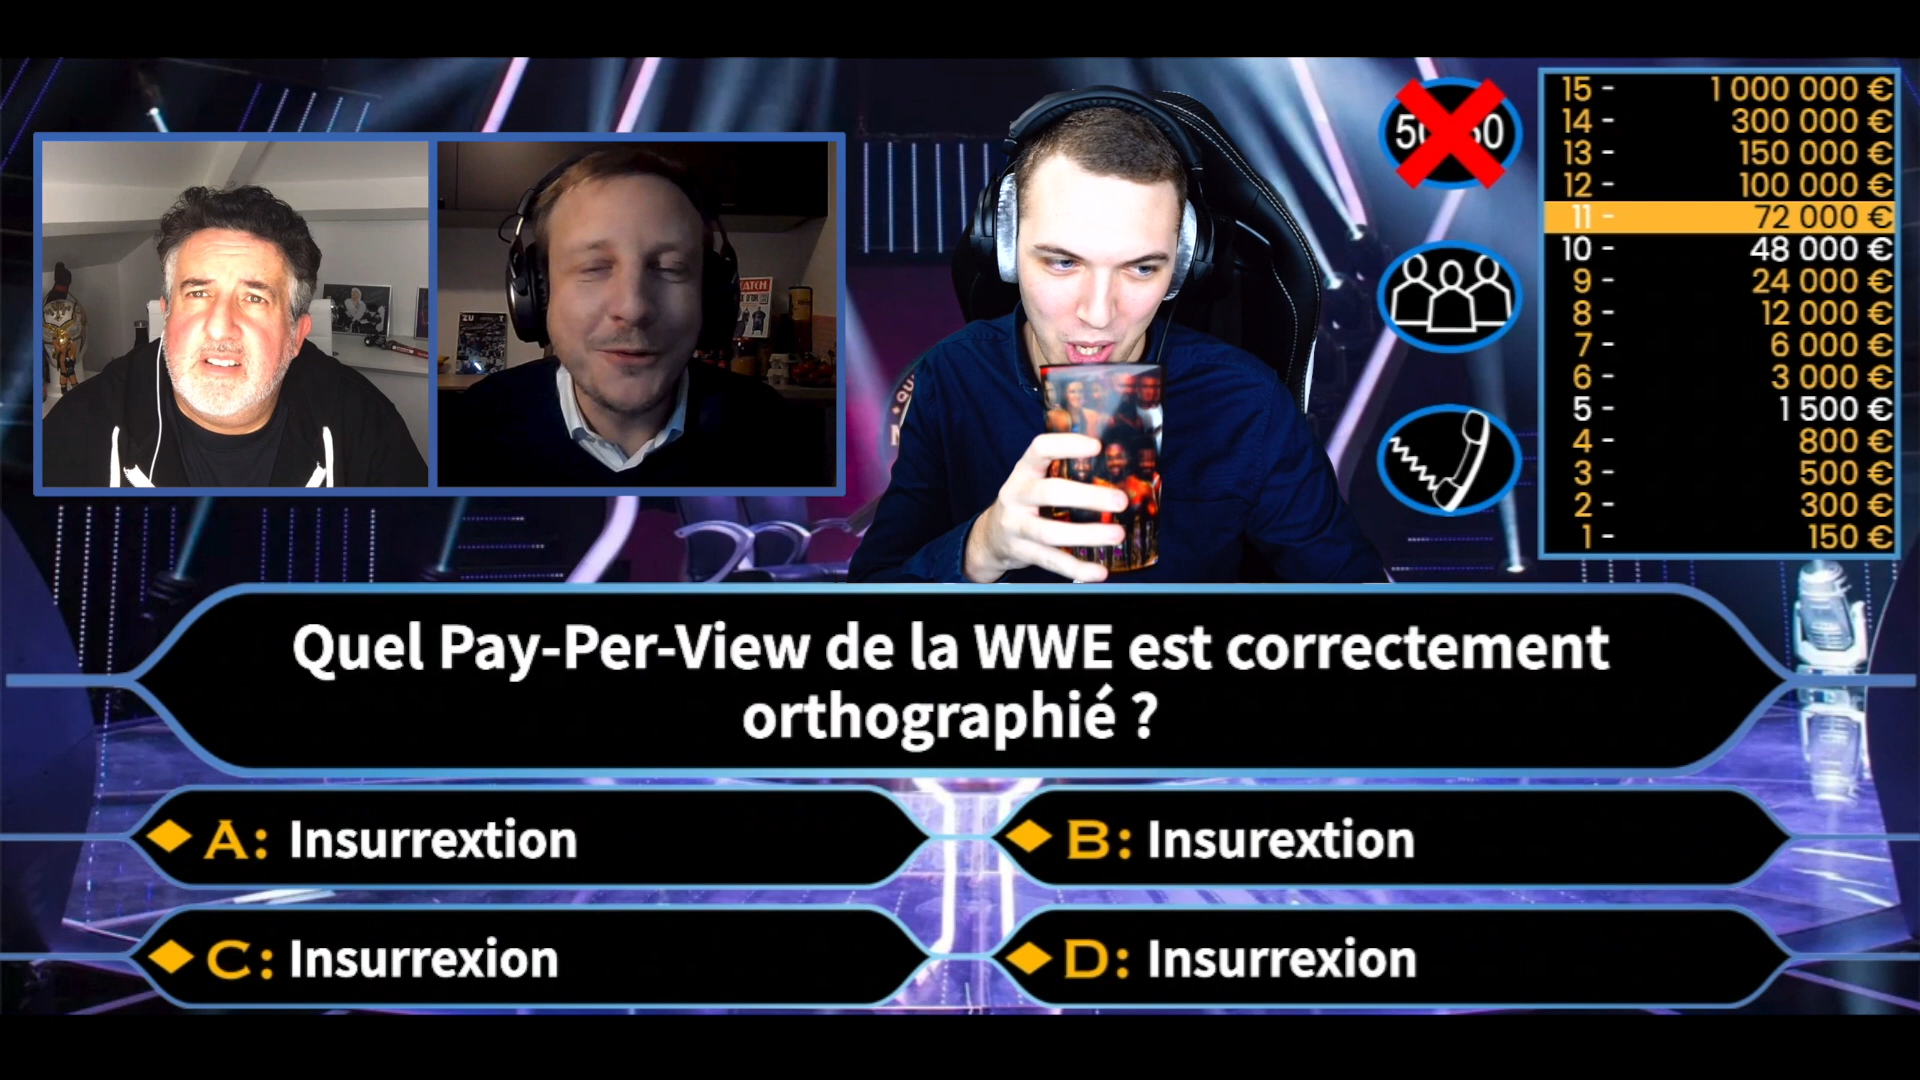 50:50
15 - 1 000 000 €
14 - 300 000 €
13 - 150 000 €
12 - 100 000 €
11 - 72 000 €
10 - 48 000 €
9 - 24 000 €
8 - 12 000 €
7 - 6 000 €
6 - 3 000 €
5 - 1 500 €
4 - 800 €
3 - 500 €
2 - 300 €
1 - 150 €
Quel Pay-Per-View de la WWE est correctement
orthographié ?
A: Insurrextion
B: Insurextion
C: Insurrexion
D: Insurrexion